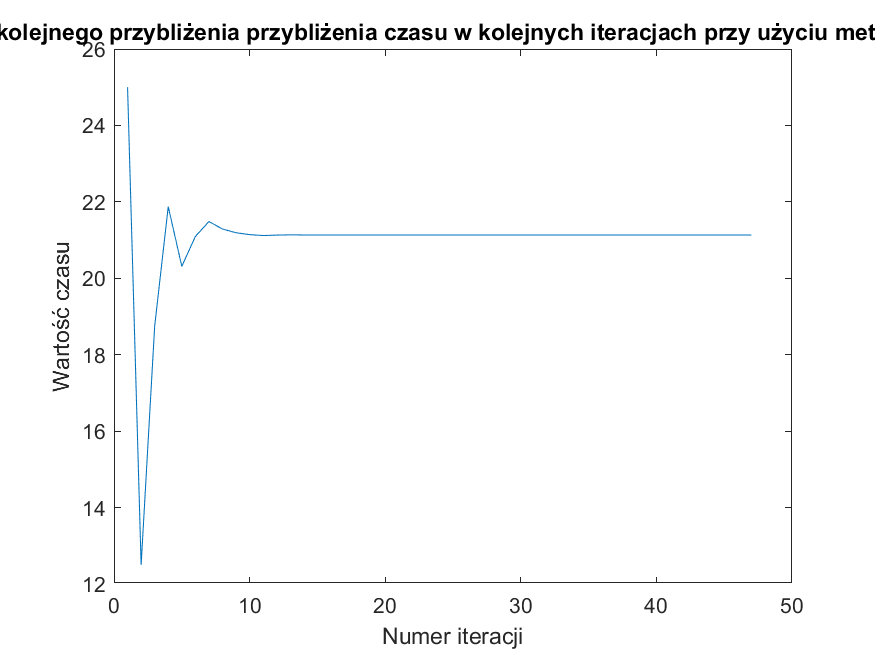 kolejnego przybliżenia przybliżenia czasu w kolejnych iteracjach przy użyciu met
26
24
22
20
18
16
14
12
Wartość czasu
0 10 20 30 40 50
Numer iteracji